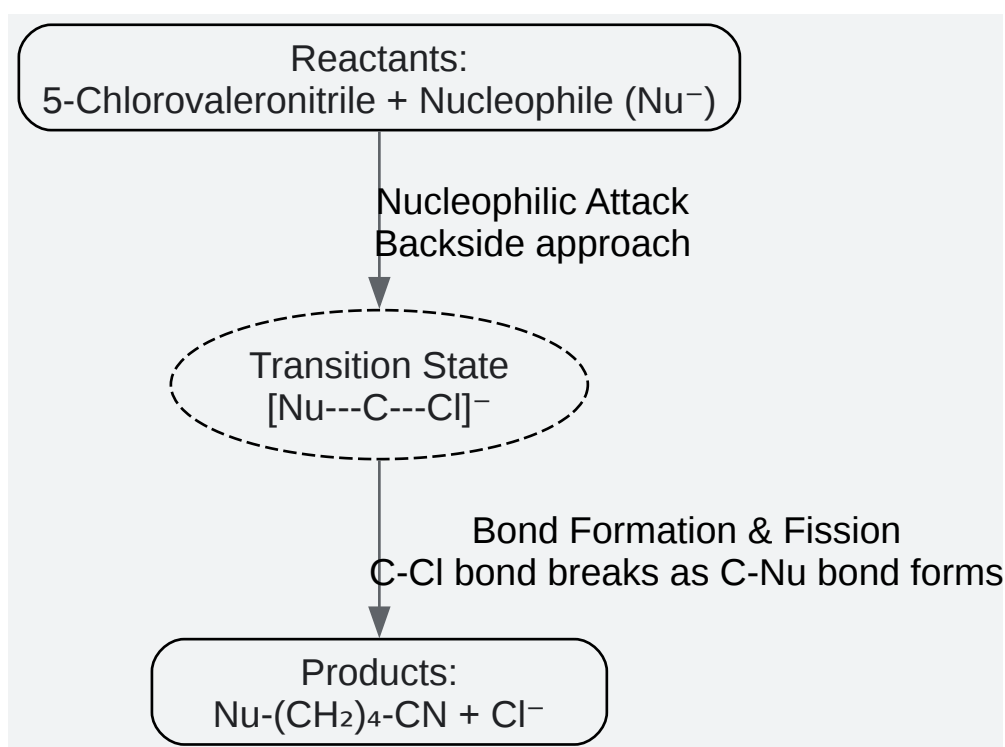 Reactants:
5-Chlorovaleronitrile + Nucleophile (Nu⁻)
Nucleophilic Attack
Backside approach
Transition State
[Nu---C---Cl]⁻
Bond Formation & Fission
C-Cl bond breaks as C-Nu bond forms
Products:
Nu-(CH₂)₄-CN + Cl⁻